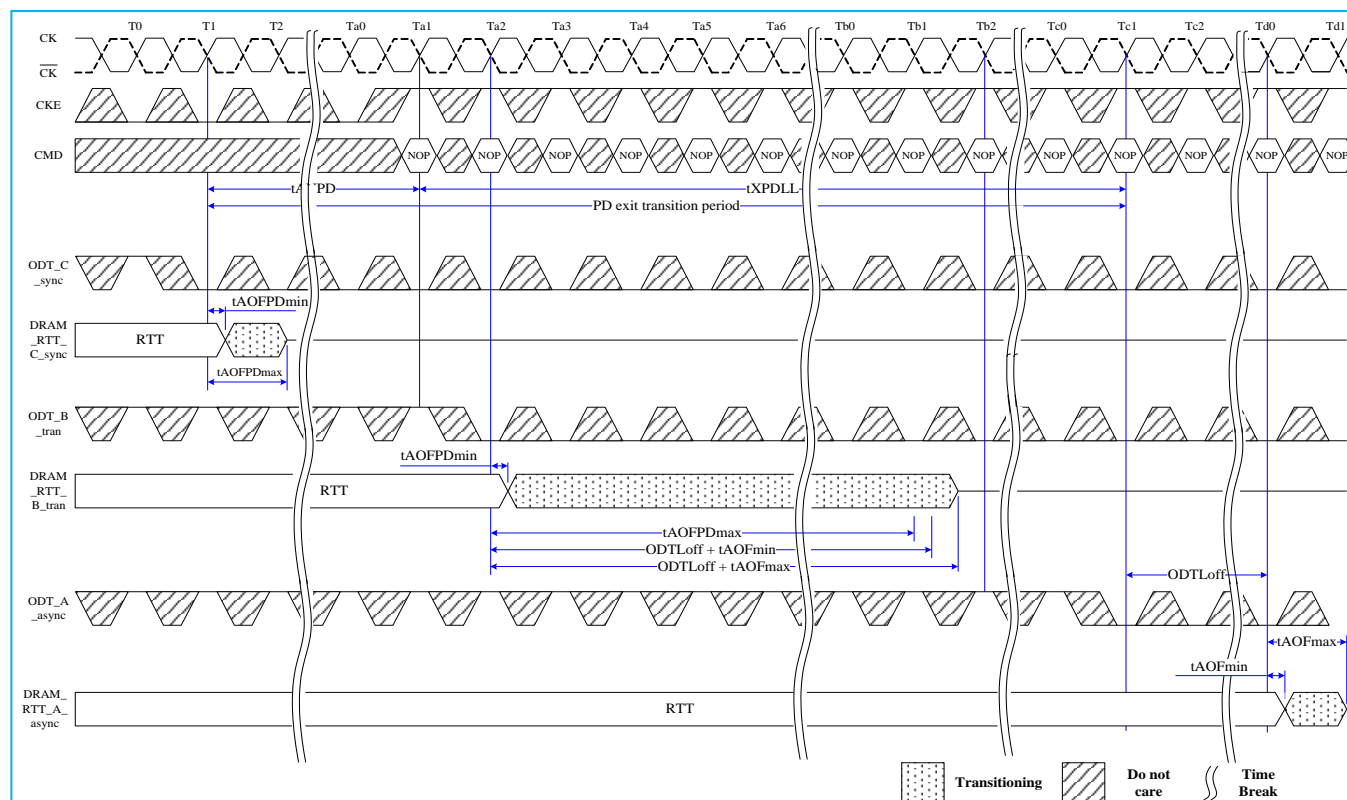 T0 T1 T2 Ta0 Ta1 Ta2 Ta3 Ta4 Ta5 Ta6 Tb0 Tb1 Tb2 Tc0 Tc1 Tc2 Td0 Td1
CK
CK
CKE
CMD
NOP NOP NOP NOP NOP NOP NOP NOP NOP NOP NOP NOP NOP NOP
tXPDLL
PD exit transition period
ODT_C
_sync
tAOFPDmin
DRAM
_RTT_
C_sync
RTT
tAOFPDmax
ODT_B
_tran
tAOFPDmin
DRAM
_RTT_
B_tran
RTT
tAOFPDmax
ODTLoff + tAOFmin
ODTLoff + tAOFmax
ODTLoff
ODT_A
_async
tAOFmax
tAOFmin
DRAM_
RTT_A_
async
RTT
Transitioning
Do not
care
Time
Break